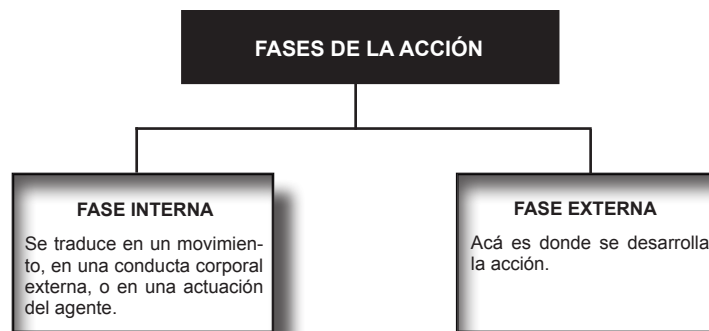 FASES DE LA ACCIÓN
FASE INTERNA
Se traduce en un movimien-
to, en una conducta corporal
externa, o en una actuación
del agente.
FASE EXTERNA
Acá es donde se desarrolla
la acción.